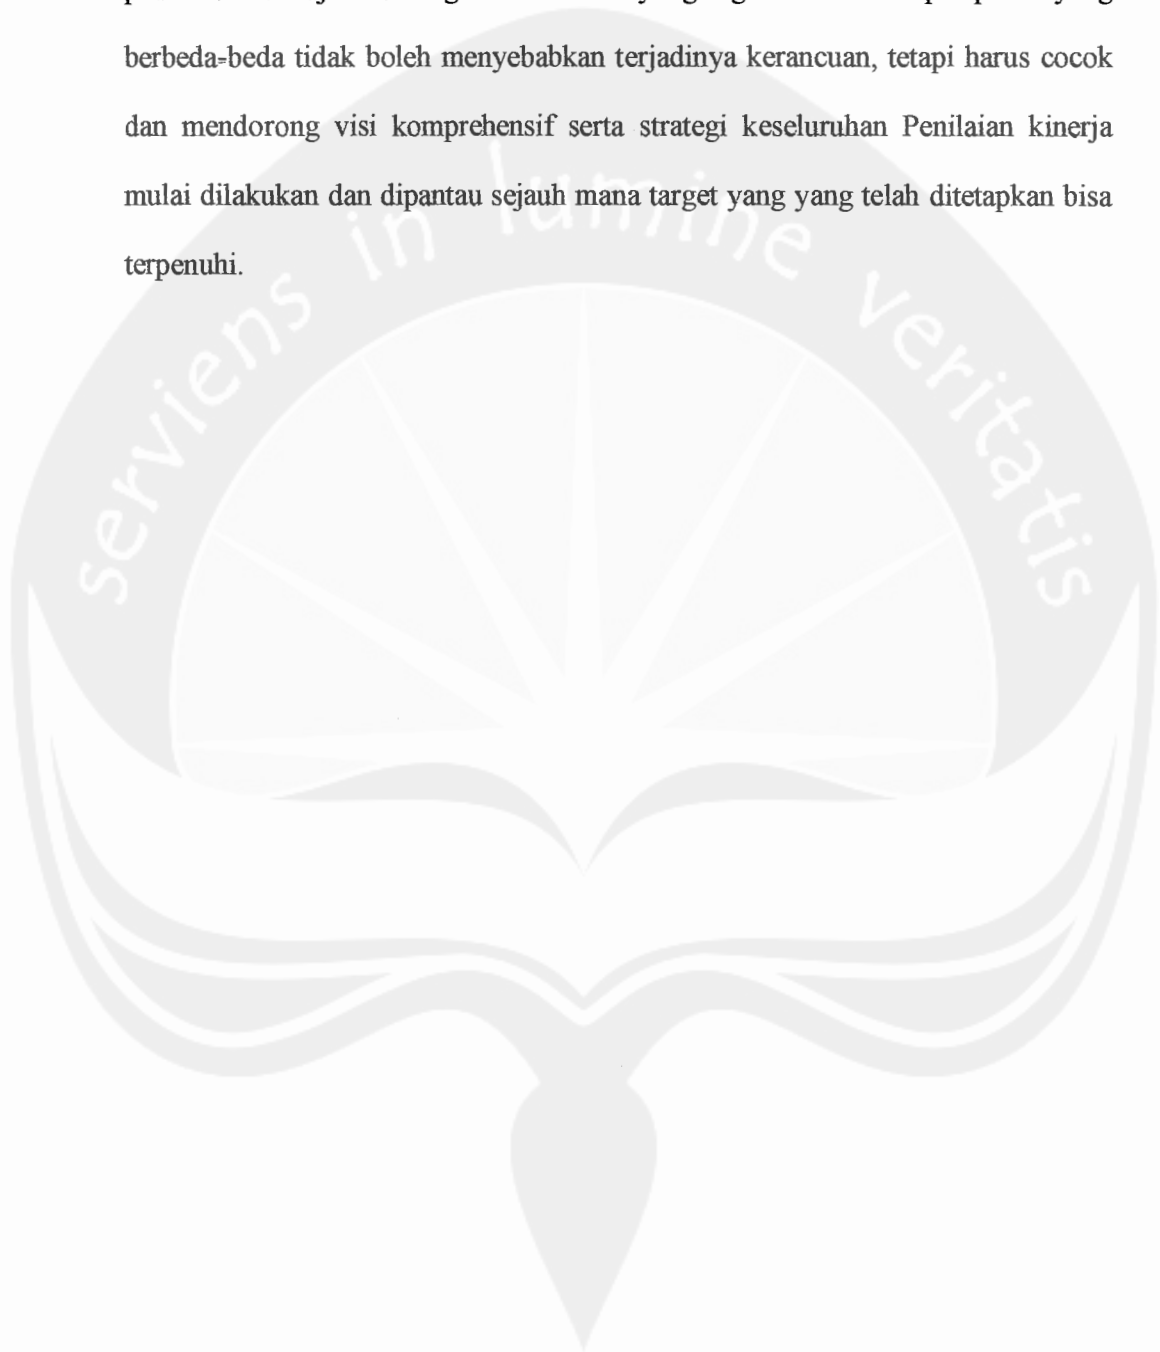 berbeda-beda tidak boleh menyebabkan terjadinya kerancuan, tetapi harus cocok
dan mendorong visi komprehensif serta strategi keseluruhan Penilaian kinerja
mulai dilakukan dan dipantau sejauh mana target yang yang telah ditetapkan bisa
terpenuhi.
serviens in lumine veritatis